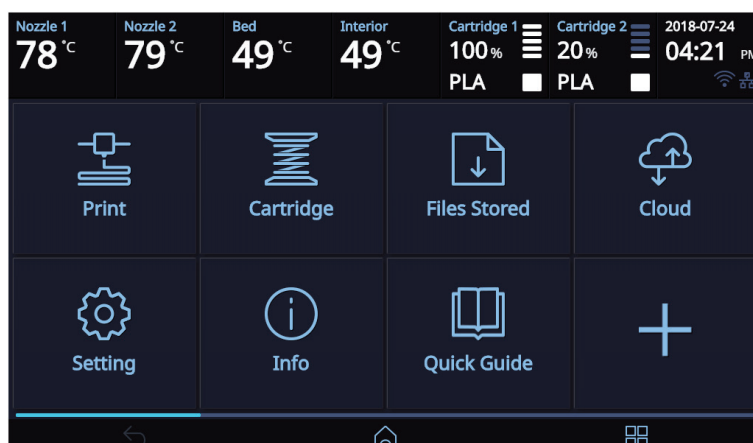 Nozzle 1 Nozzle 2 Bed Interior Cartridge 1 Cartridge 2 2018-07-24
78 °C 79 °C 49 °C 49 °C 100 % 20 % 04:21 PM
PLA PLA
Print Cartridge Files Stored Cloud
Setting Info Quick Guide